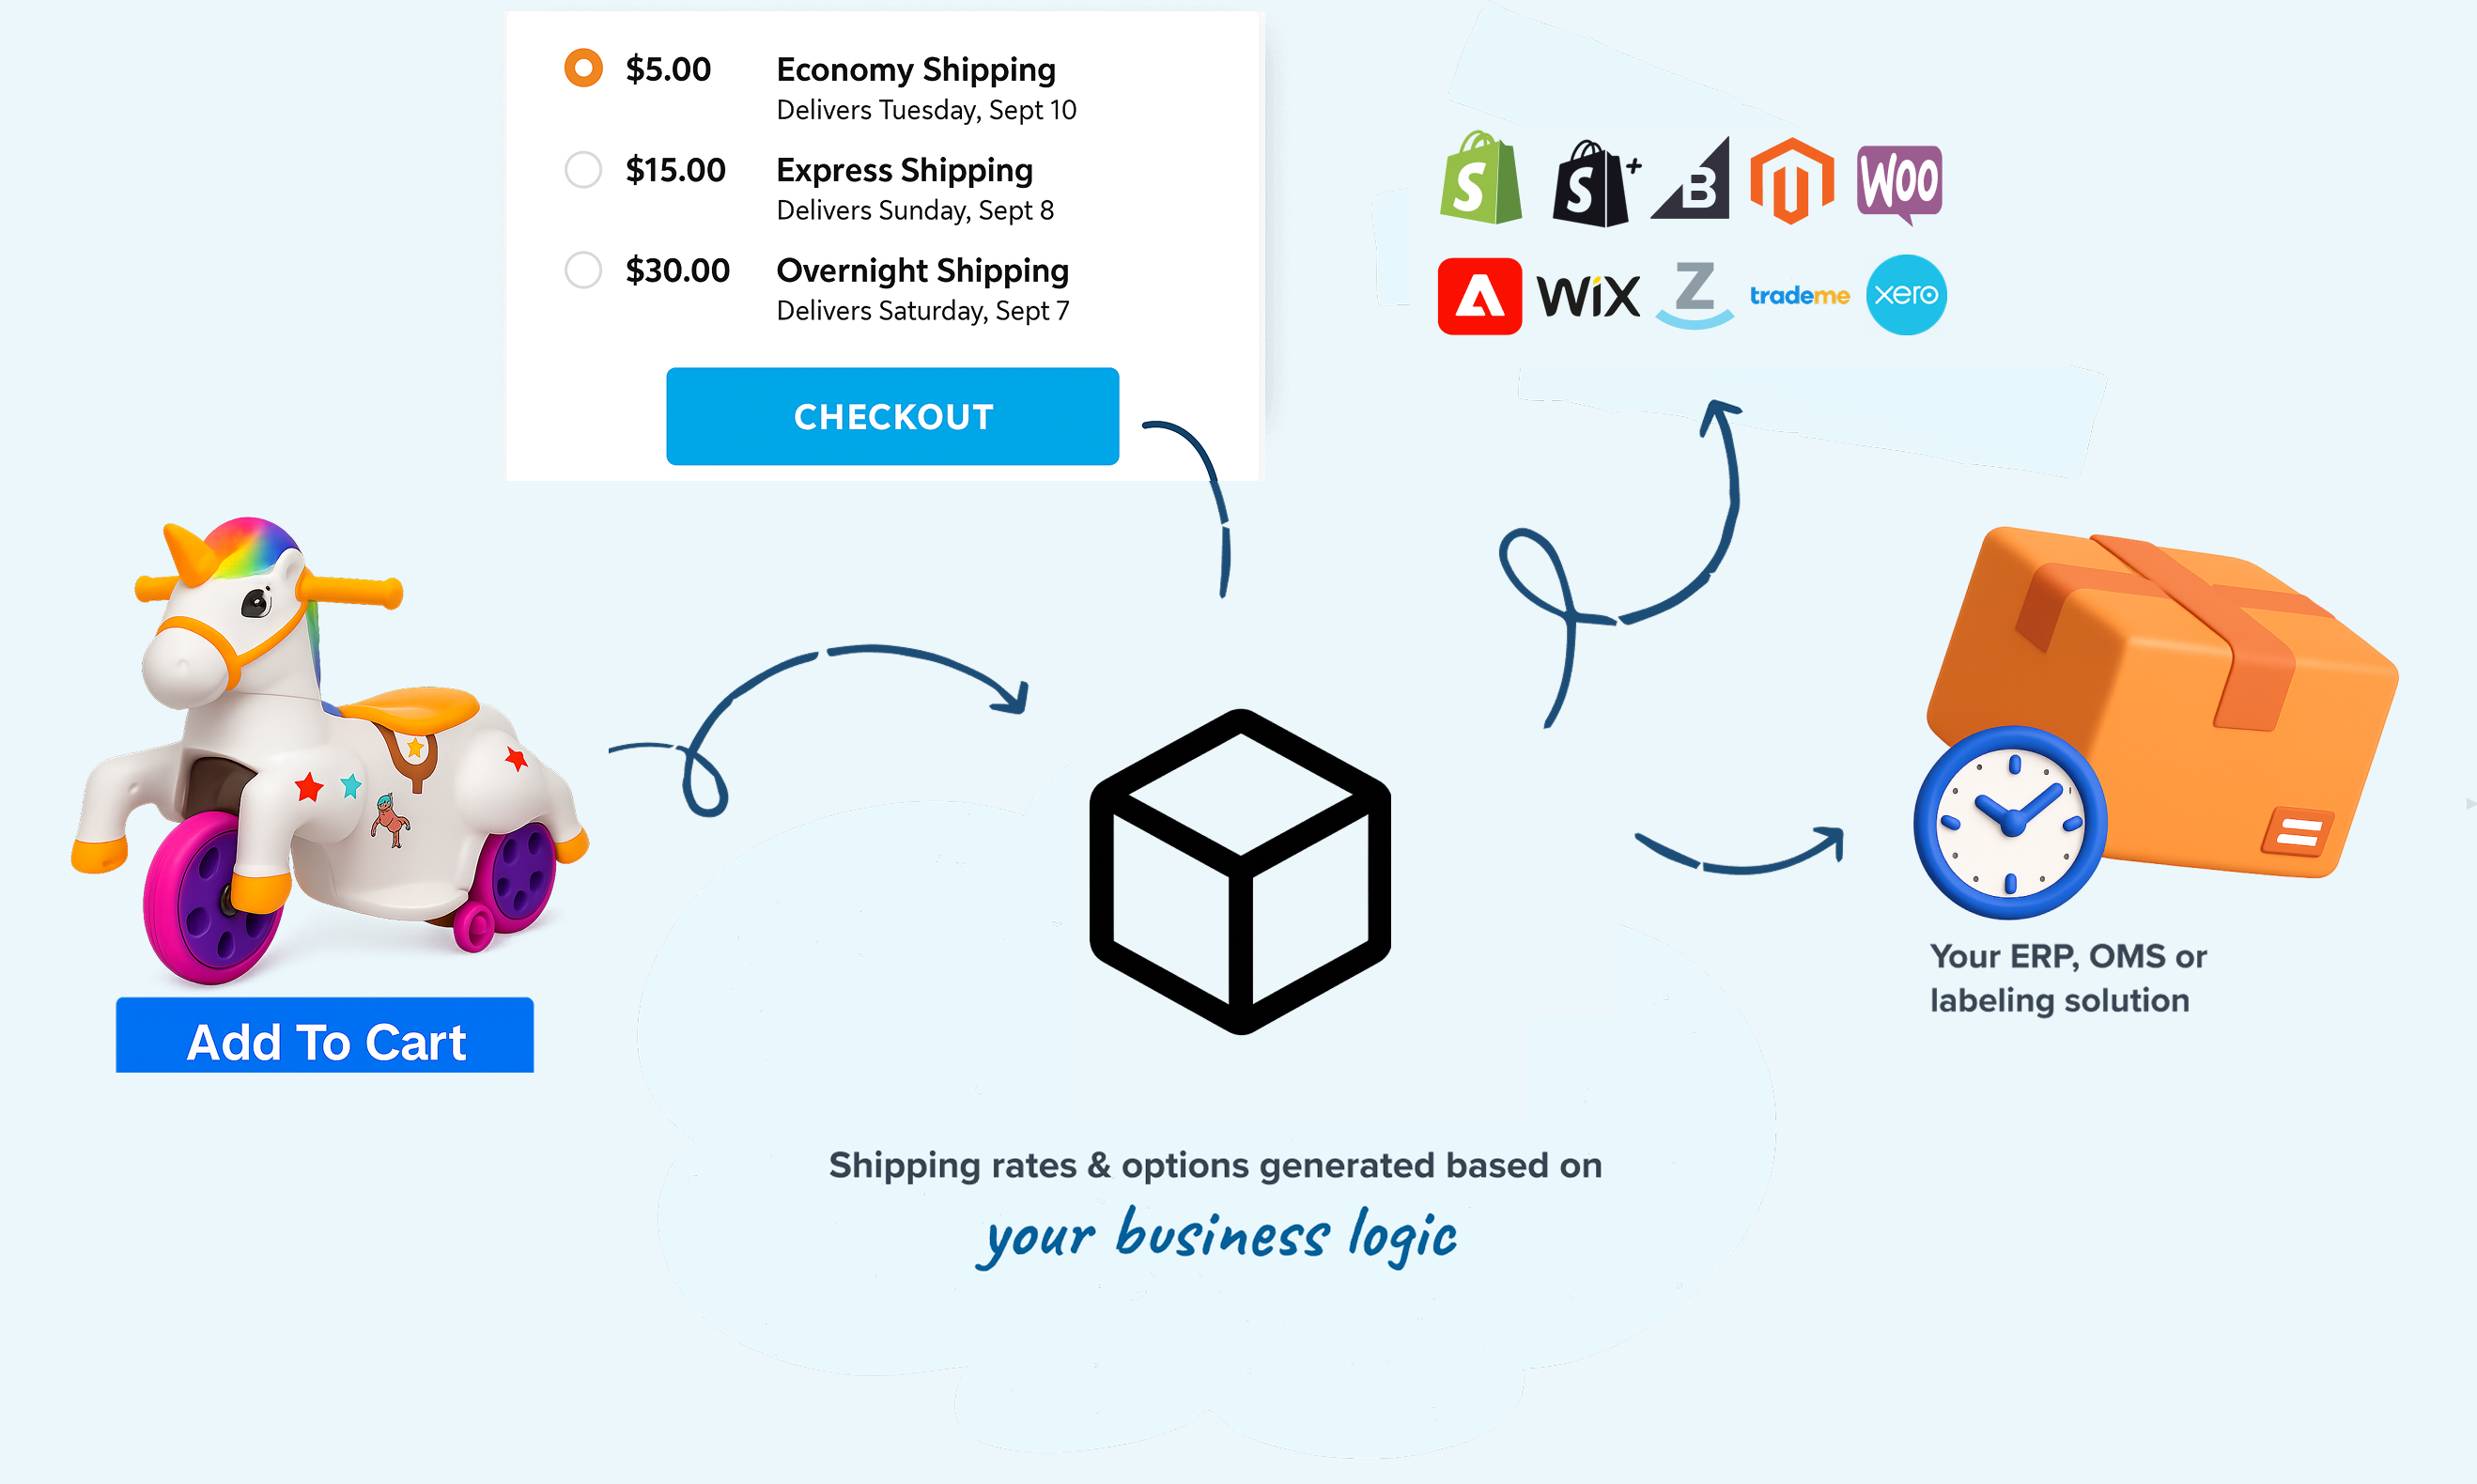 $5.00 Economy Shipping
Delivers Tuesday, Sept 10
$15.00 Express Shipping
Delivers Sunday, Sept 8
$30.00 Overnight Shipping
Delivers Saturday, Sept 7
CHECKOUT
S S+ B WOO
WiX Z trademe xero
Add To Cart
Your ERP, OMS or
labeling solution
Shipping rates & options generated based on
your business logic